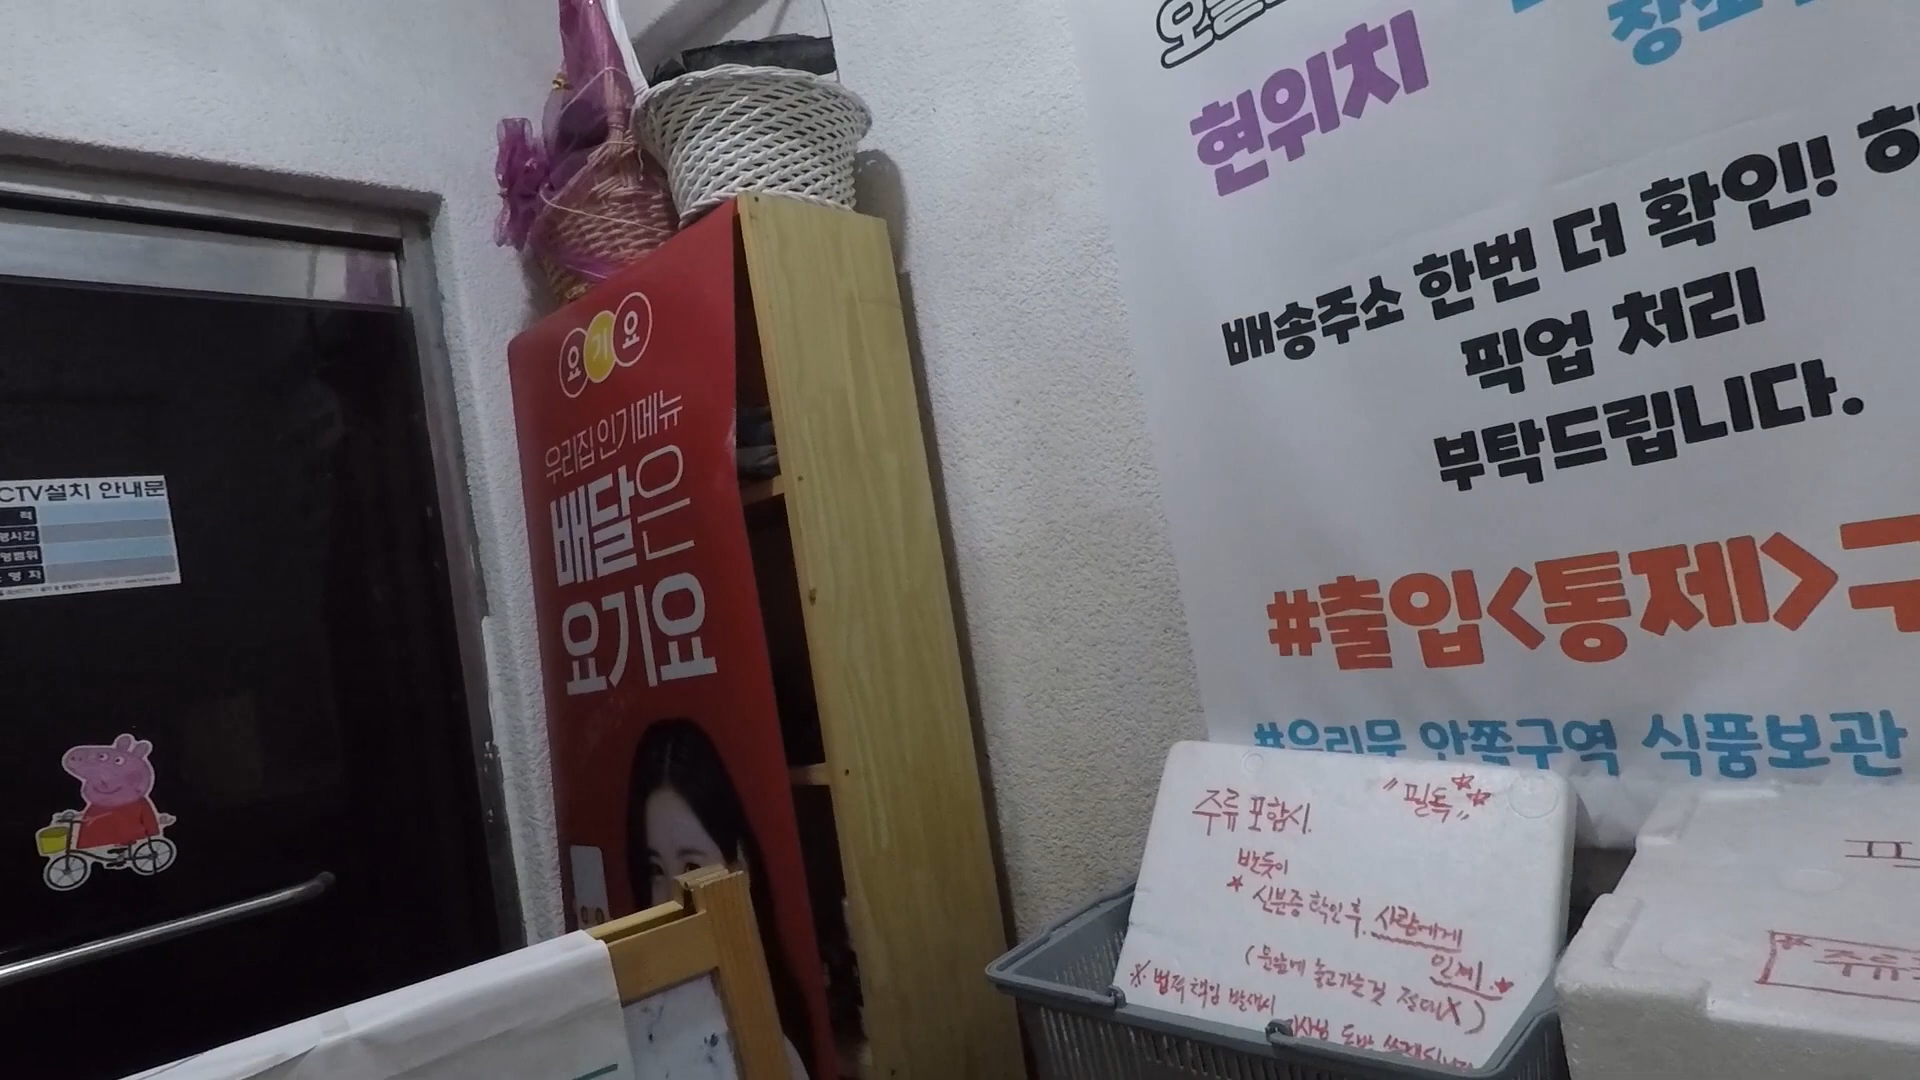 CTV설치 안내문
요기요
우리집 인기메뉴
배달은
요기요
현위치
배송주소 한번 더 확인!
픽업 처리
부탁드립니다.
#출입<통제>구
#유리문 안쪽구역 식품보관
"필독"
주류 포함시.
반듯이
신분증 확인 후. 사람에게
인계.
(문앞에 놓고가는것 절대X)
※ 법적 책임 발생시